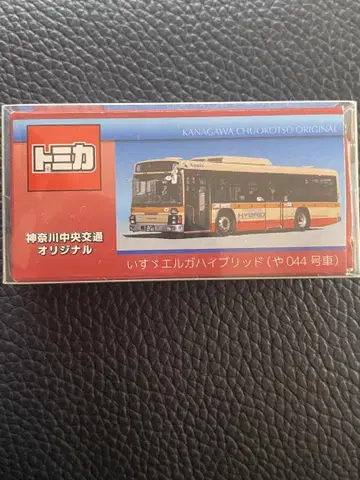 KANAGAWA CHUOKOTSU ORIGINAL
トミカ
神奈川中央交通
オリジナル
HYBRID
いすゞエルガハイブリッド(や044号車)